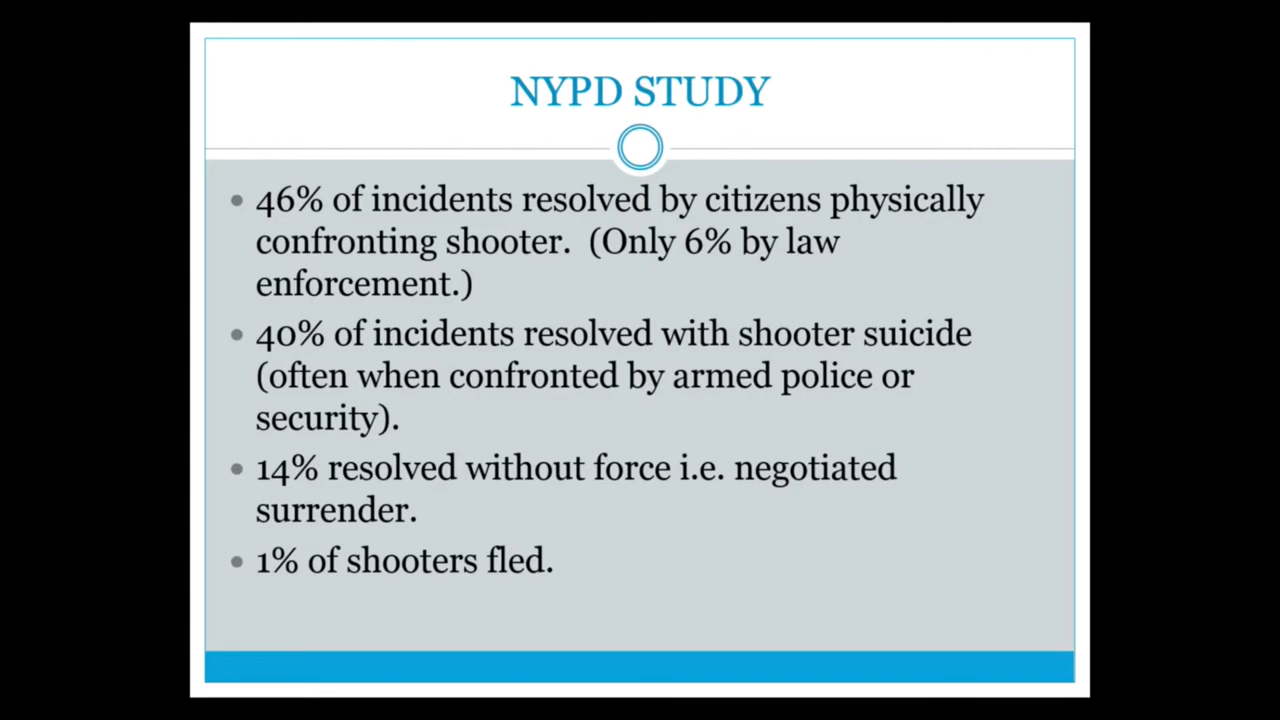 NYPD STUDY
• 46% of incidents resolved by citizens physically
confronting shooter.  (Only 6% by law
enforcement.)
• 40% of incidents resolved with shooter suicide
(often when confronted by armed police or
security).
• 14% resolved without force i.e. negotiated
surrender.
• 1% of shooters fled.